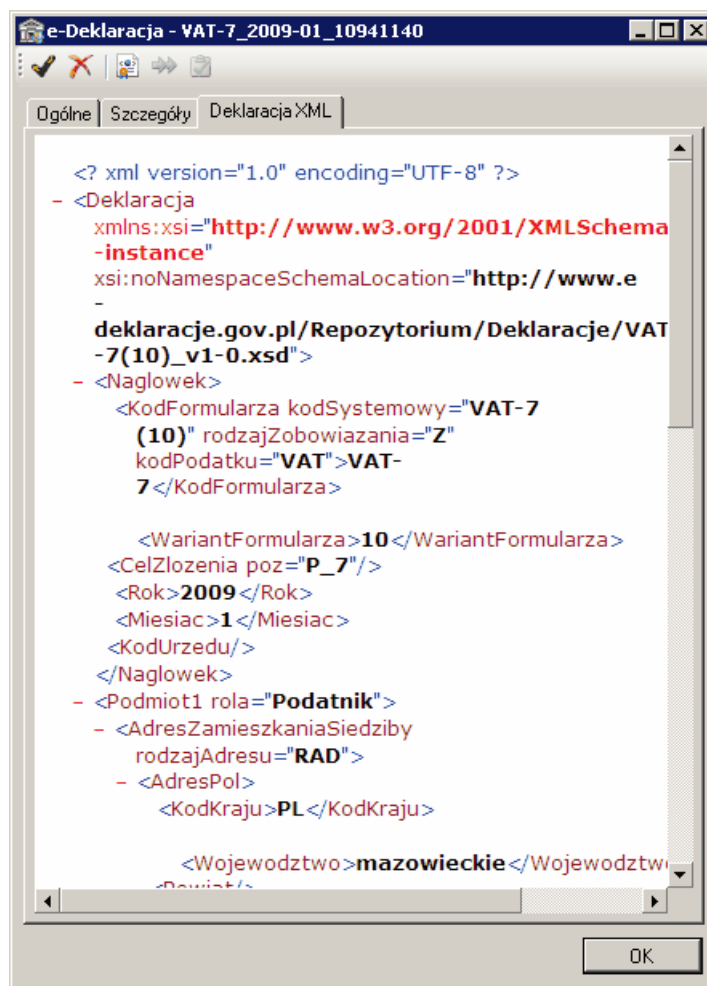 e-Deklaracja - VAT-7_2009-01_10941140
Ogólne Szczegóły Deklaracja XML
<? xml version="1.0" encoding="UTF-8" ?>
- <Deklaracja
xmlns:xsi="http://www.w3.org/2001/XMLSchema
-instance"
xsi:noNamespaceSchemaLocation="http://www.e
-
deklaracje.gov.pl/Repozytorium/Deklaracje/VAT
-7(10)_v1-0.xsd">
- <Naglowek>
<KodFormularza kodSystemowy="VAT-7
(10)" rodzajZobowiazania="Z"
kodPodatku="VAT">VAT-
7</KodFormularza>
<WariantFormularza>10</WariantFormularza>
<CelZlozenia poz="P_7"/>
<Rok>2009</Rok>
<Miesiac>1</Miesiac>
<KodUrzedu/>
</Naglowek>
- <Podmiot1 rola="Podatnik">
- <AdresZamieszkaniaSiedziby
rodzajAdresu="RAD">
- <AdresPol>
<KodKraju>PL</KodKraju>
<Wojewodztwo>mazowieckie</Wojewodztw
<Powiat/>
OK